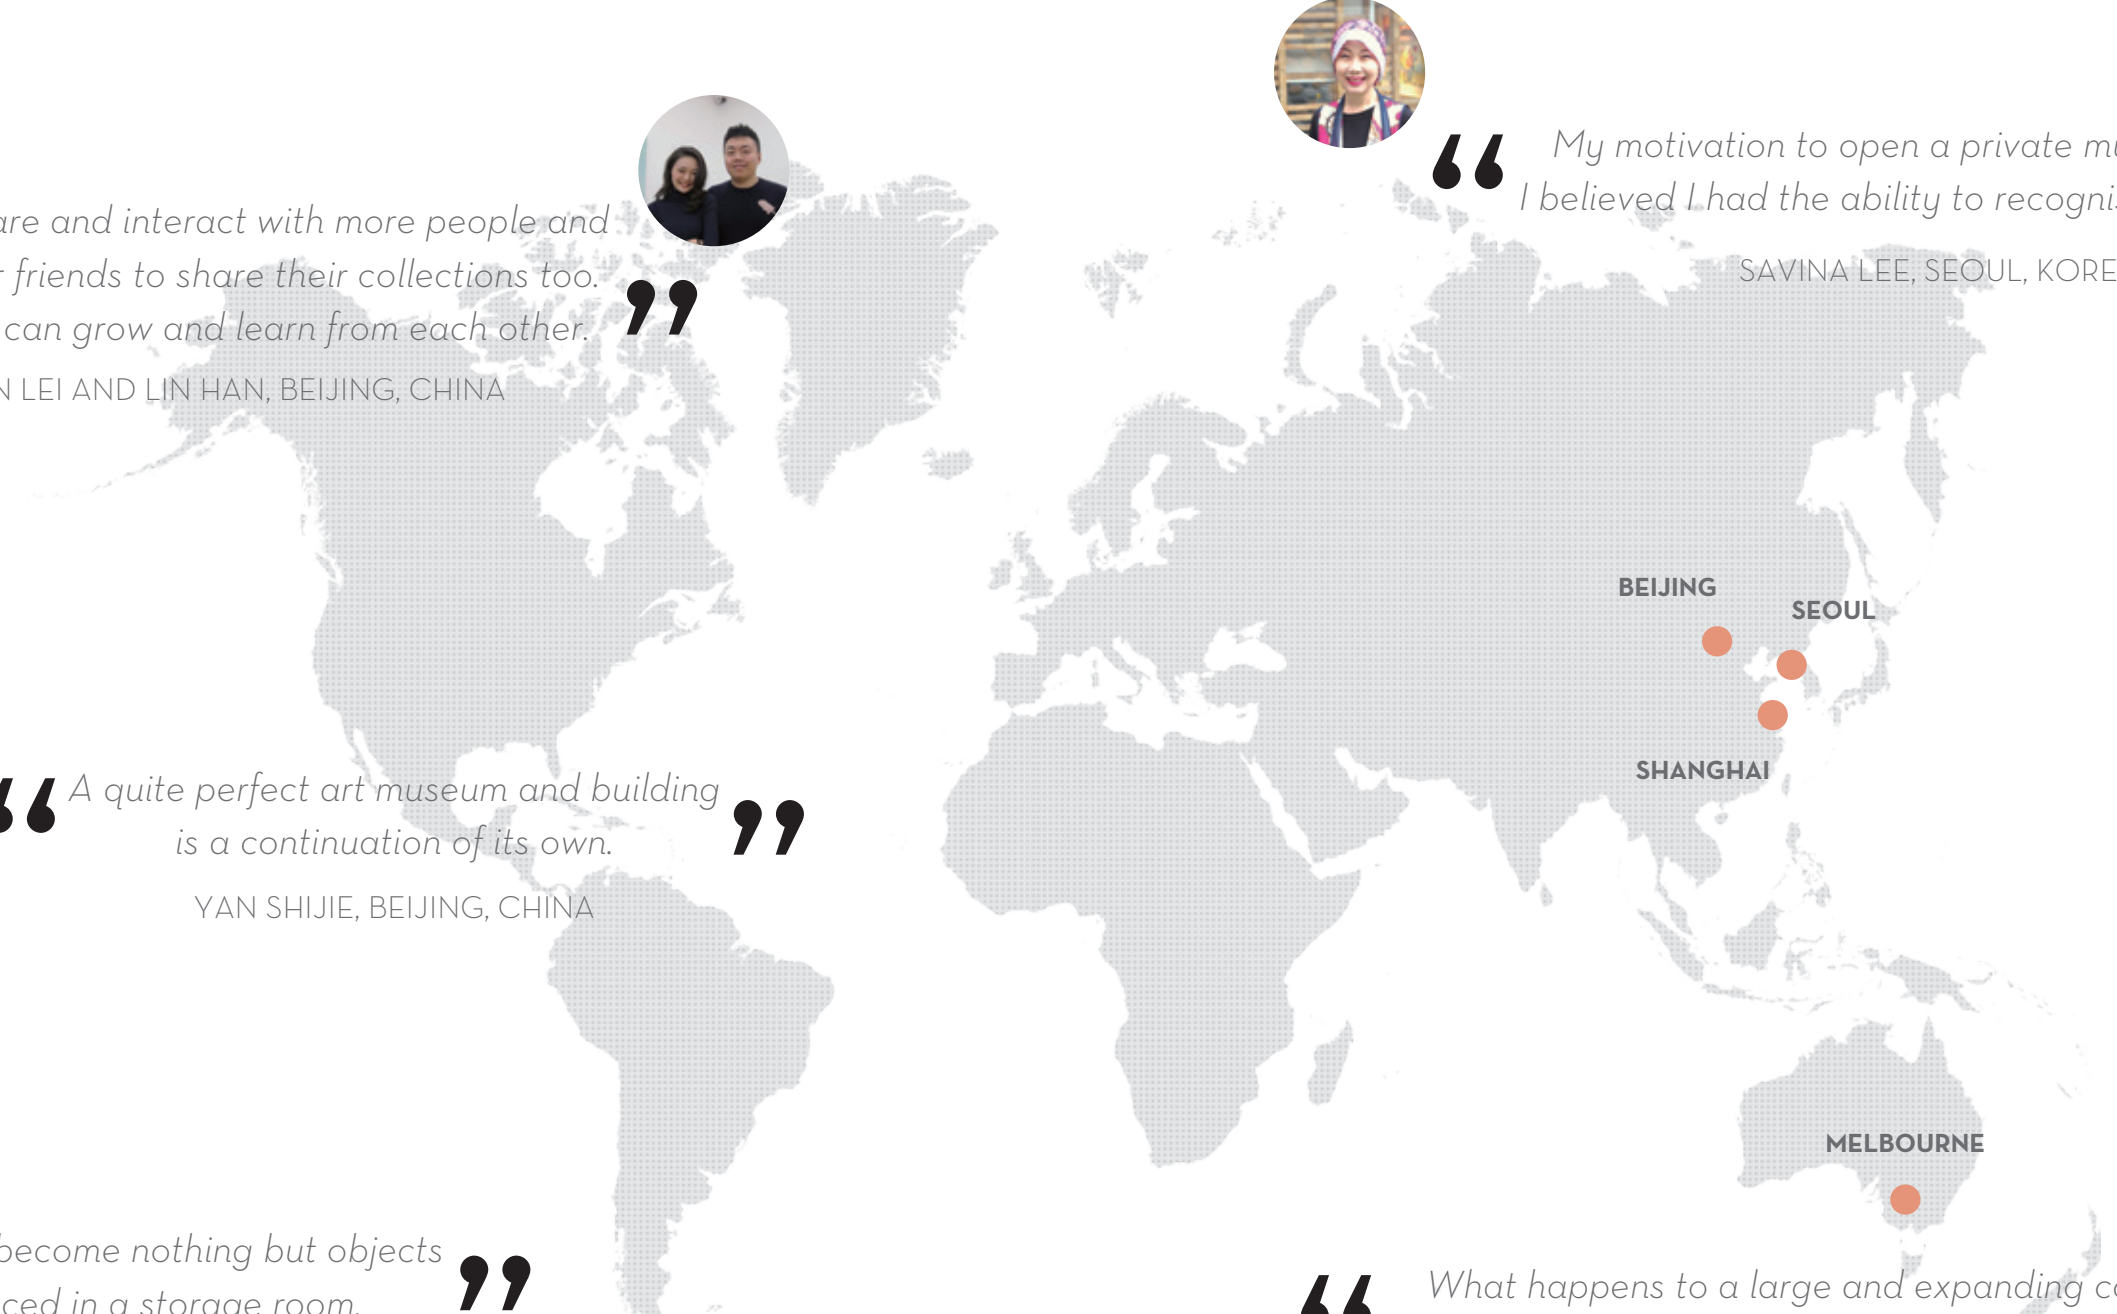 are and interact with more people and
friends to share their collections too.
can grow and learn from each other.”
LEI AND LIN HAN, BEIJING, CHINA
“My motivation to open a private
I believed I had the ability to
SAVINA LEE, SEOUL,
BEIJING
SEOUL
SHANGHAI
“A quite perfect art museum and building
is a continuation of its own.”
YAN SHIJIE, BEIJING, CHINA
MELBOURNE
become nothing but objects
in a storage room.”
“What happens to a large and expanding